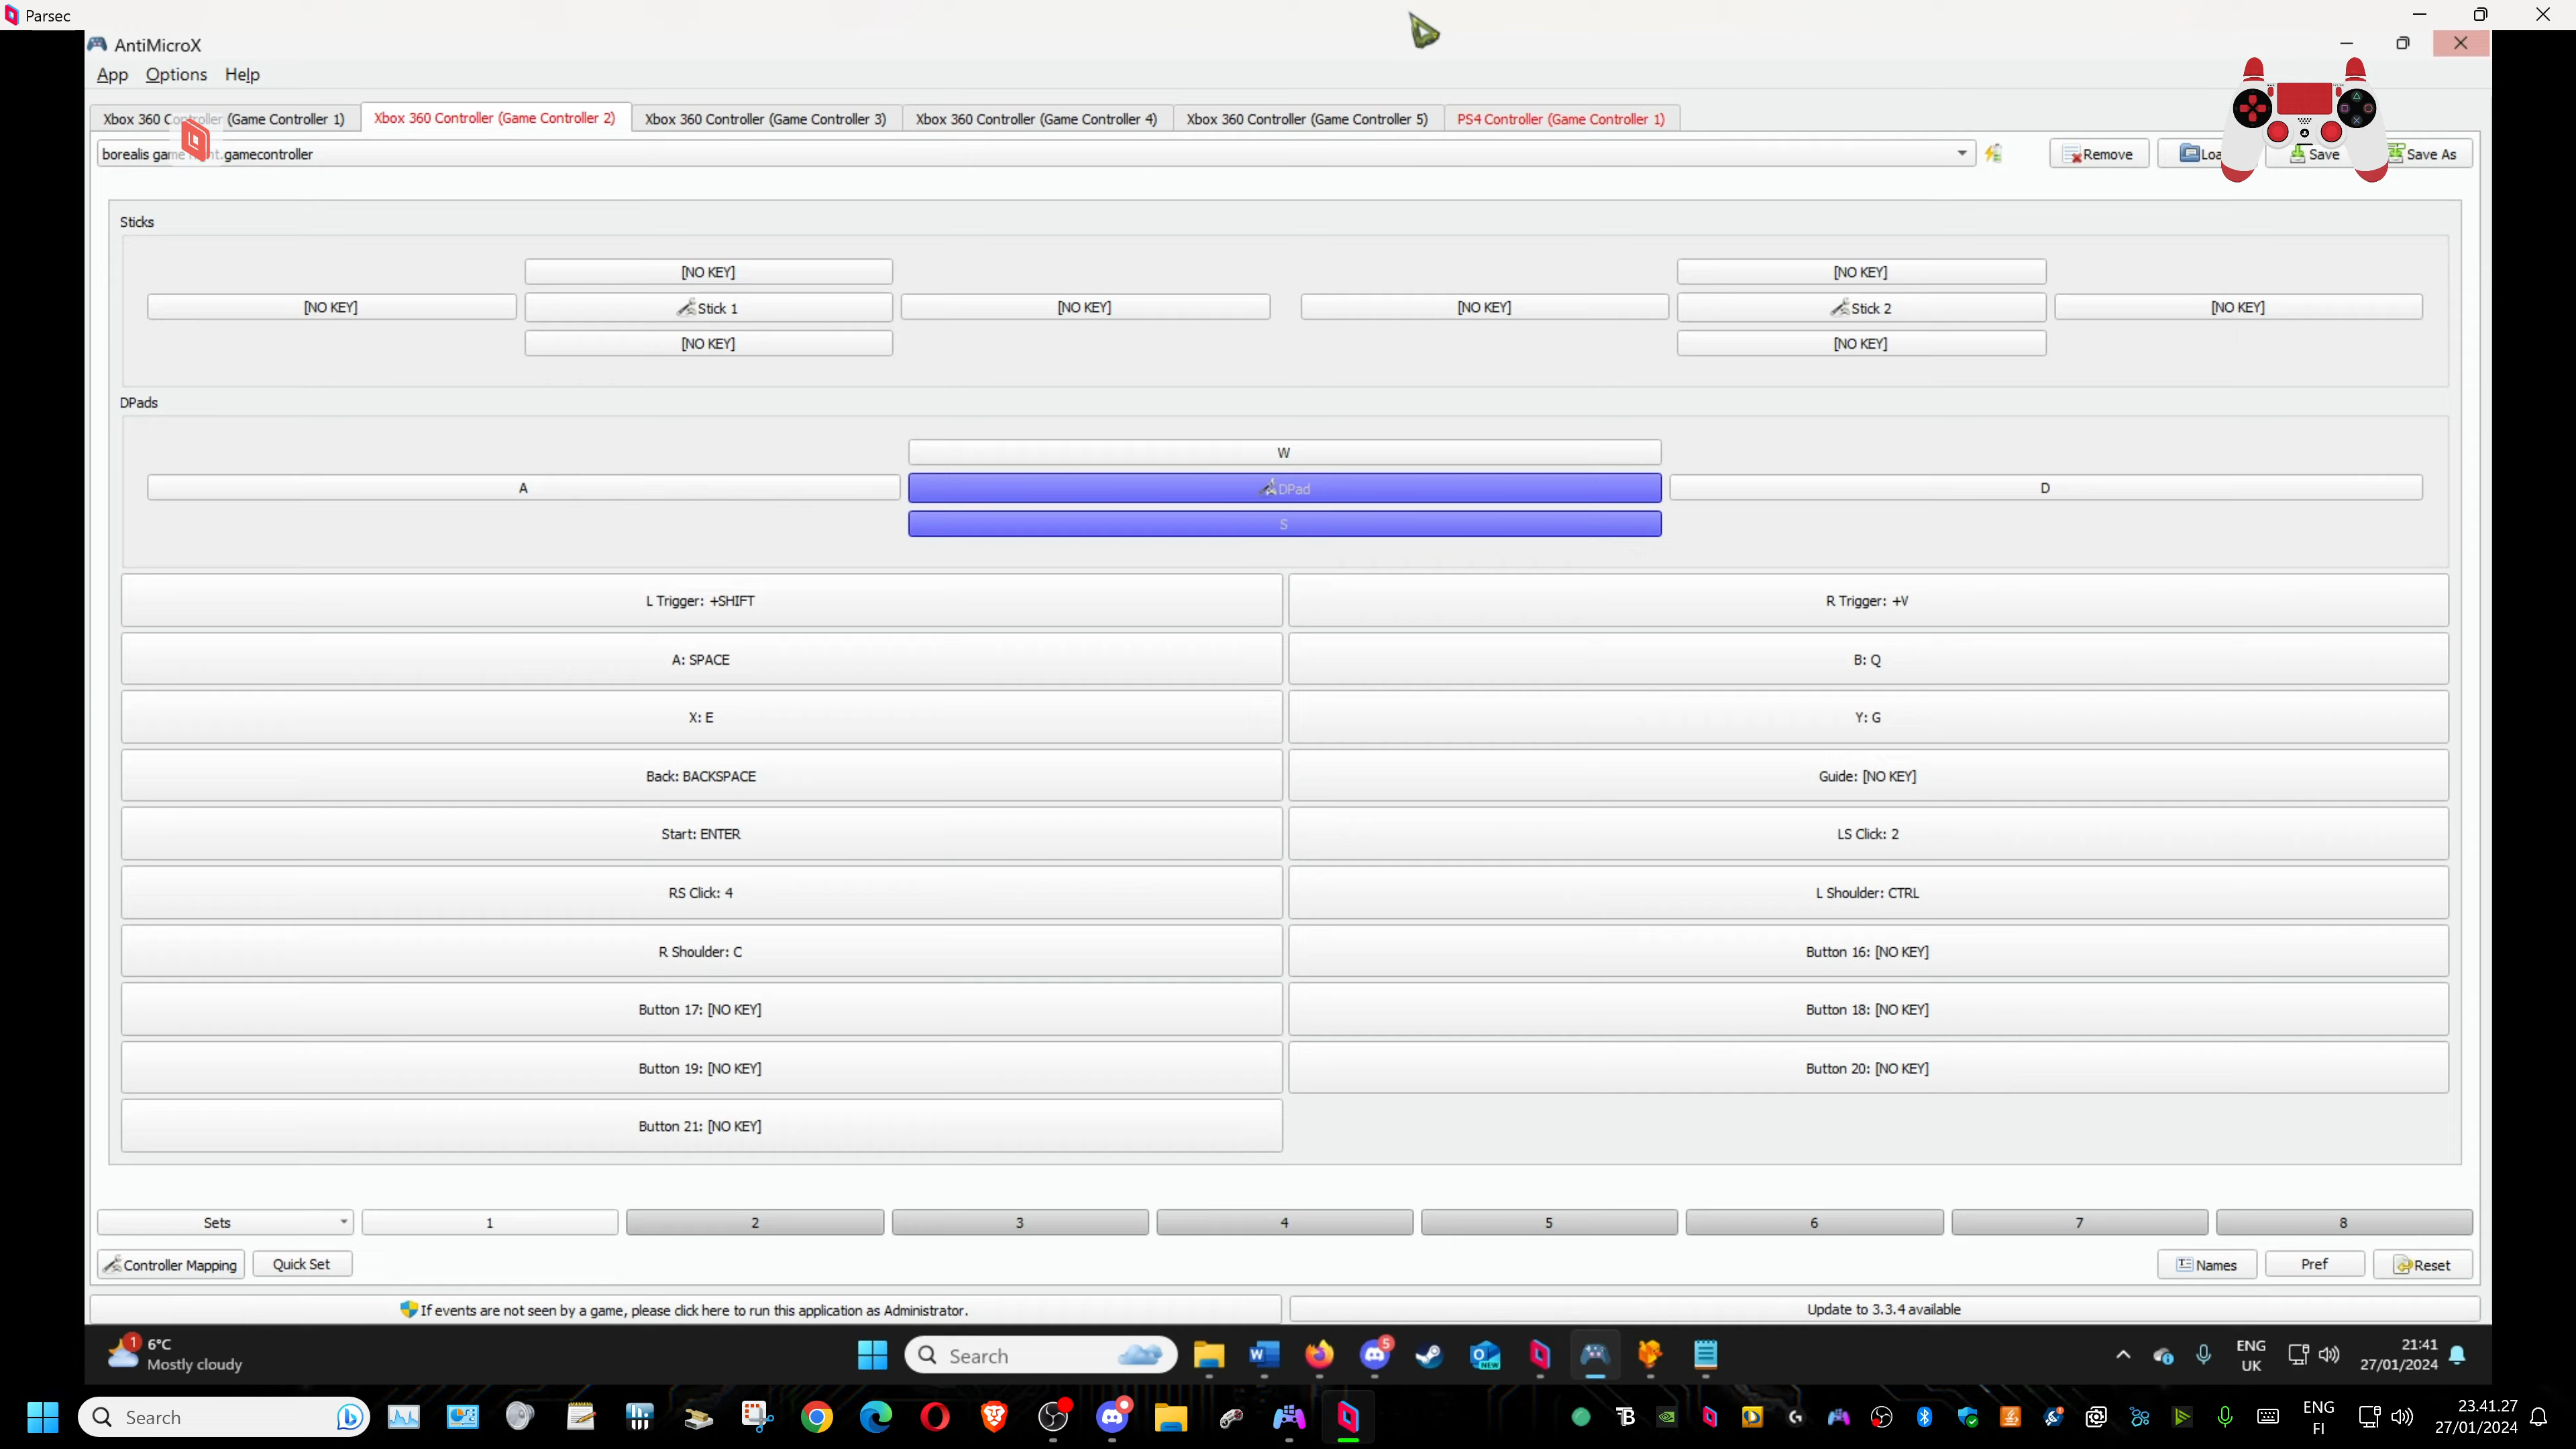 Parsec
AntiMicroX
App Options Help
Xbox 360 Controller (Game Controller 1) Xbox 360 Controller (Game Controller 2) Xbox 360 Controller (Game Controller 3) Xbox 360 Controller (Game Controller 4) Xbox 360 Controller (Game Controller 5) PS4 Controller (Game Controller 1)
borealis game .gamecontroller Remove Save Save As
Sticks
[NO KEY] [NO KEY]
[NO KEY] Stick 1 [NO KEY] [NO KEY] Stick 2 [NO KEY]
[NO KEY] [NO KEY]
DPads
W
A DPad D
S
L Trigger: +SHIFT R Trigger: +V
A: SPACE B: Q
X: E Y: G
Back: BACKSPACE Guide: [NO KEY]
Start: ENTER LS Click: 2
RS Click: 4 L Shoulder: CTRL
R Shoulder: C Button 16: [NO KEY]
Button 17: [NO KEY] Button 18: [NO KEY]
Button 19: [NO KEY] Button 20: [NO KEY]
Button 21: [NO KEY]
Sets 1 2 3 4 5 6 7 8
Controller Mapping Quick Set Names Pref Reset
If events are not seen by a game, please click here to run this application as Administrator. Update to 3.3.4 available
1 6°C 5 ENG 21:41
Mostly cloudy Search UK 27/01/2024
Search ENG 23.41.27
FI 27/01/2024